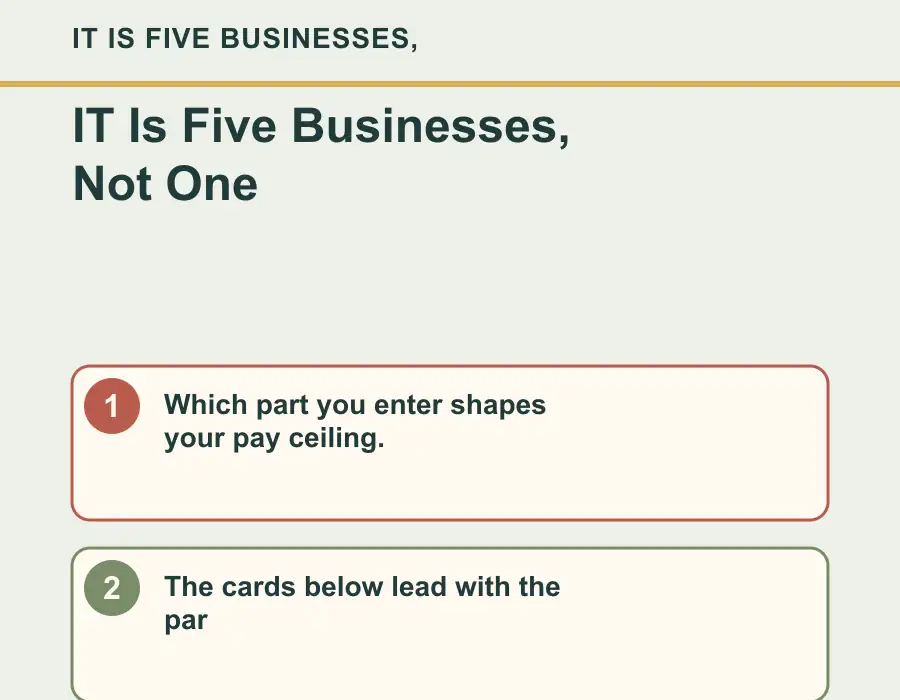 IT IS FIVE BUSINESSES,
IT Is Five Businesses,
Not One
1
Which part you enter shapes
your pay ceiling.
2
The cards below lead with the
par